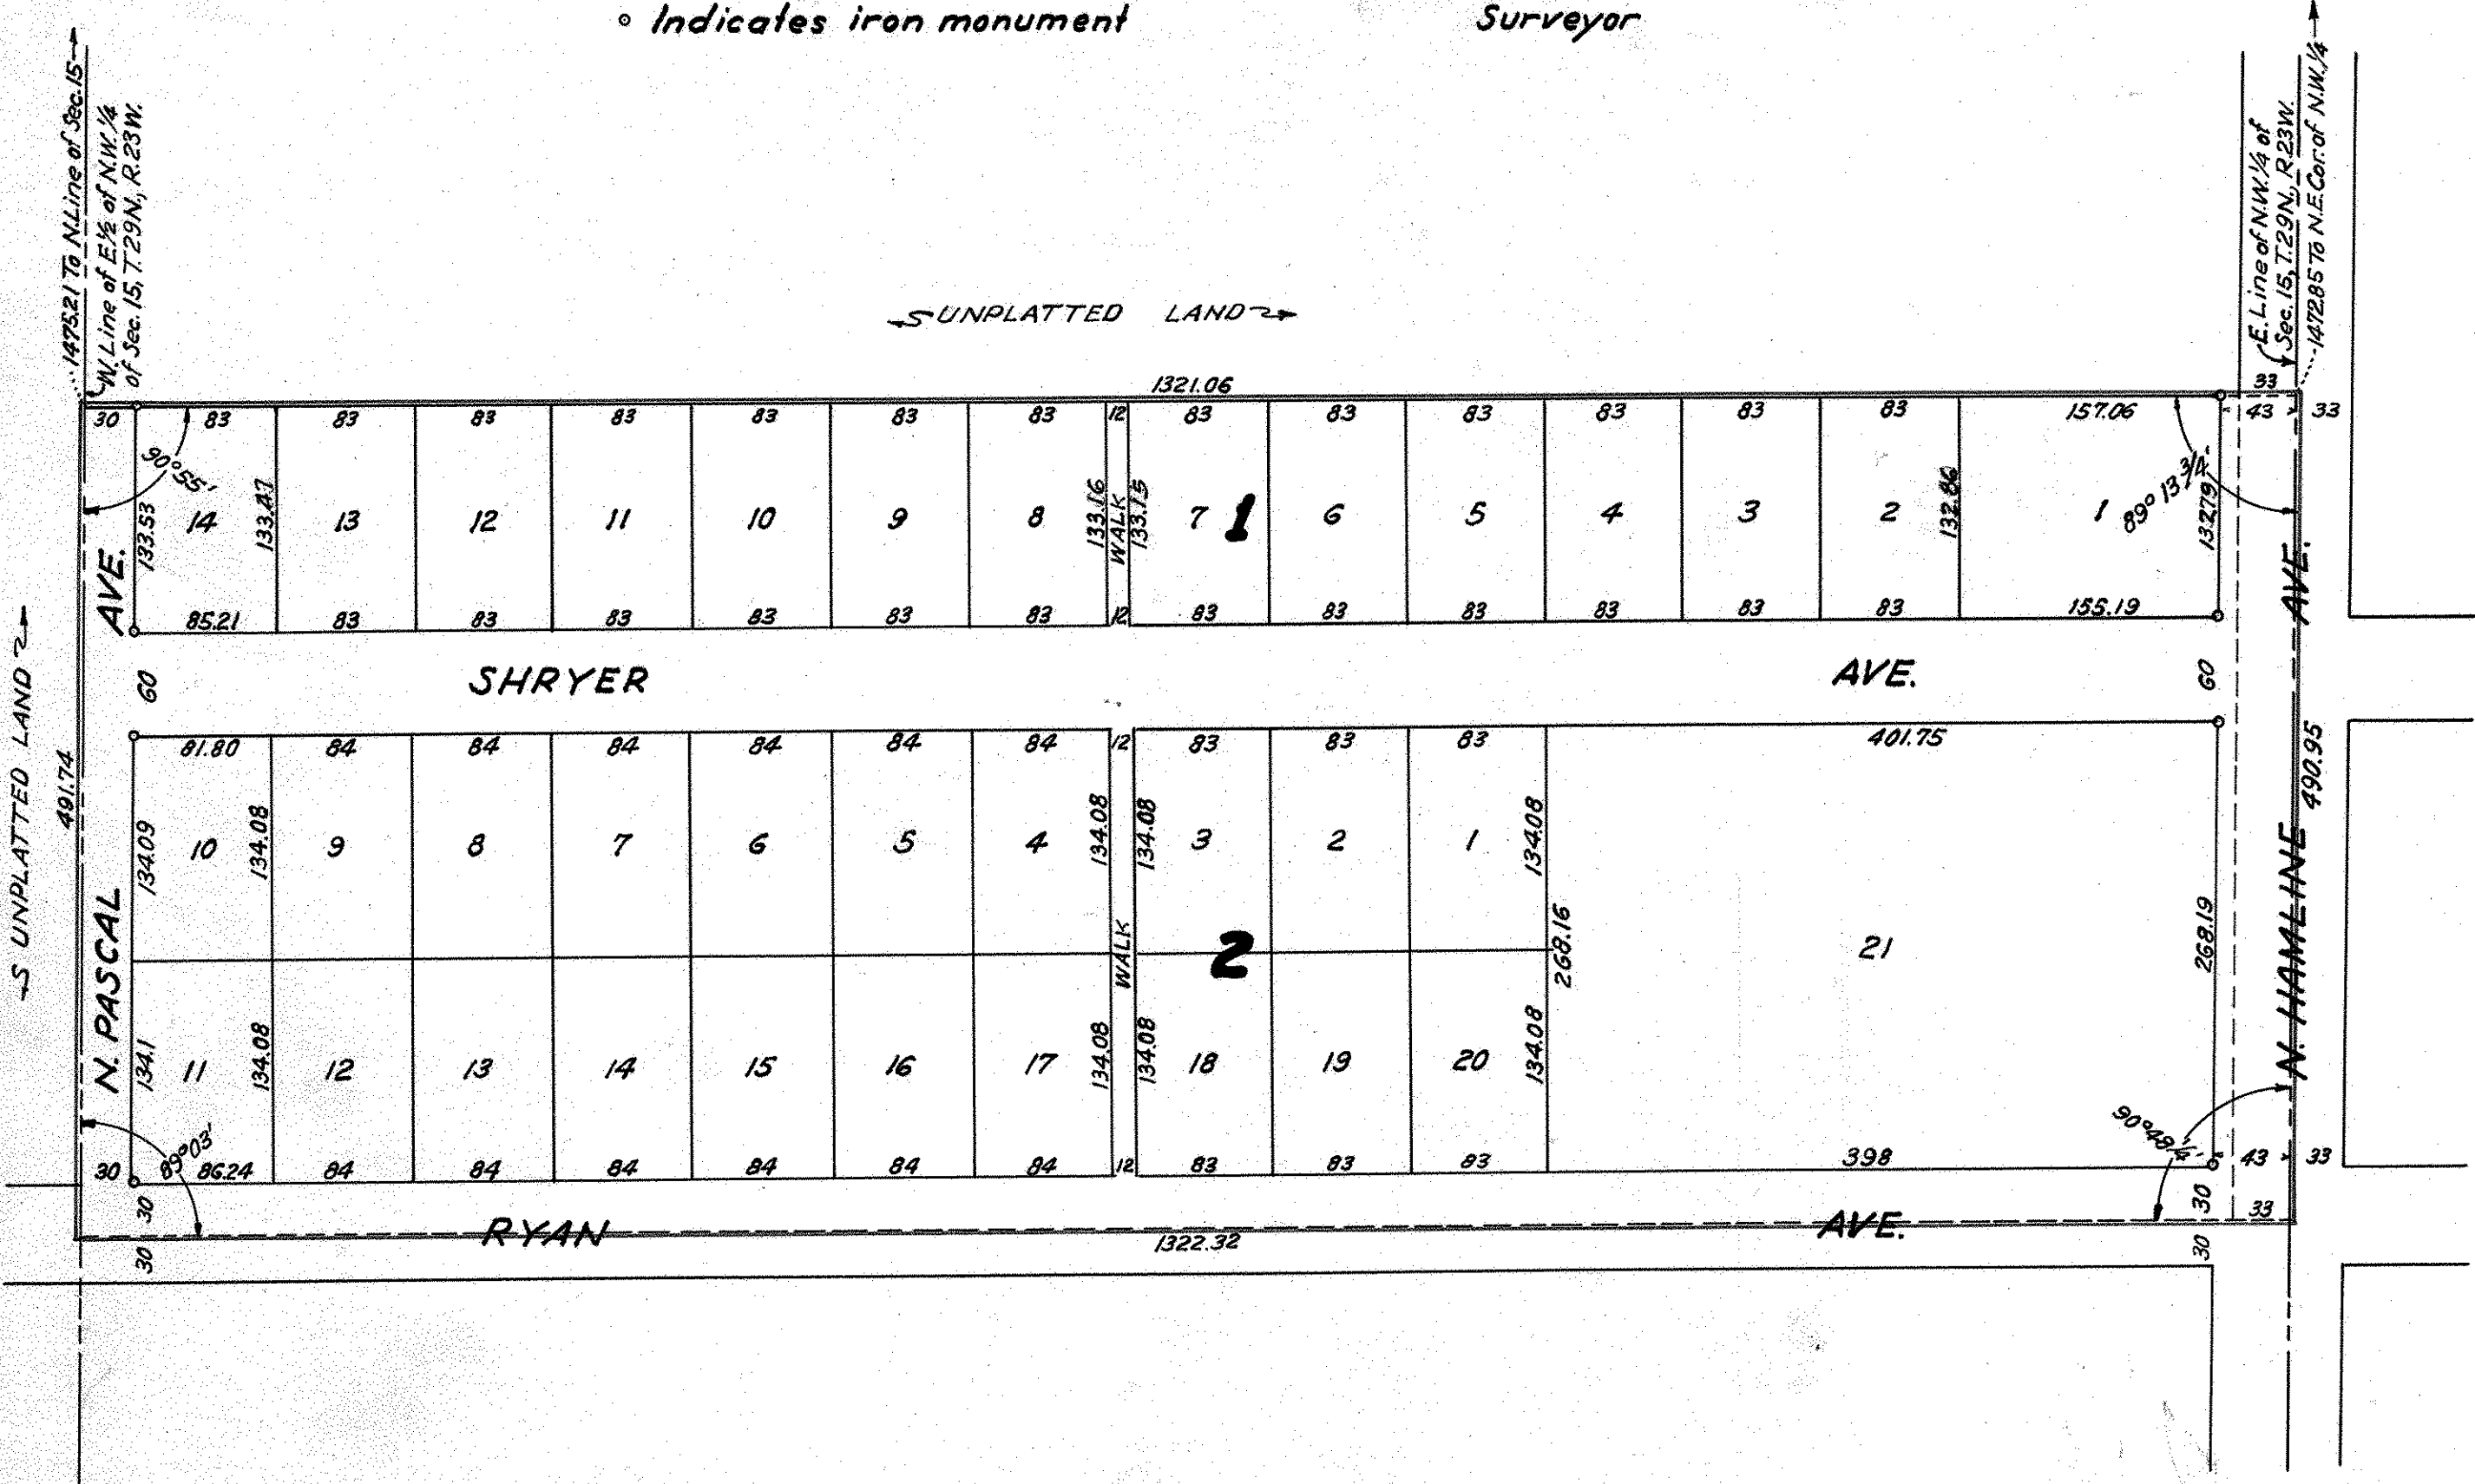 ° Indicates iron monument
Surveyor
1475.21 To N. Line of Sec. 15
W. Line of E½ of N.W.¼
of Sec. 15, T.29N., R.23W.
E. Line of N.W.¼ of
Sec. 15, T.29N., R.23W.
1472.85 To N.E. Cor. of N.W.¼
UNPLATTED LAND
1321.06
33
30 83 83 83 83 83 83 83 12 83 83 83 83 83 83 157.06 43 33
90°55'
89°13¾'
133.53 14 133.47 13 12 11 10 9 8 133.16 WALK 133.15 7 1 6 5 4 3 2 132.86 1 132.79
85.21 83 83 83 83 83 83 12 83 83 83 83 83 83 155.19
AVE.
AVE.
60 SHRYER AVE. 60
UNPLATTED LAND
491.74
490.95
81.80 84 84 84 84 84 84 12 83 83 83 401.75
134.09 10 134.08 9 8 7 6 5 4 134.08 134.08 3 2 1 134.08
N. PASCAL
WALK
2
268.16
21
268.19
N. HAMLINE
134.1 11 134.08 12 13 14 15 16 17 134.08 134.08 18 19 20 134.08
89°03'
90°48¼'
30 86.24 84 84 84 84 84 84 12 83 83 83 398 43 33
30 30 33
RYAN AVE.
30 1322.32 30